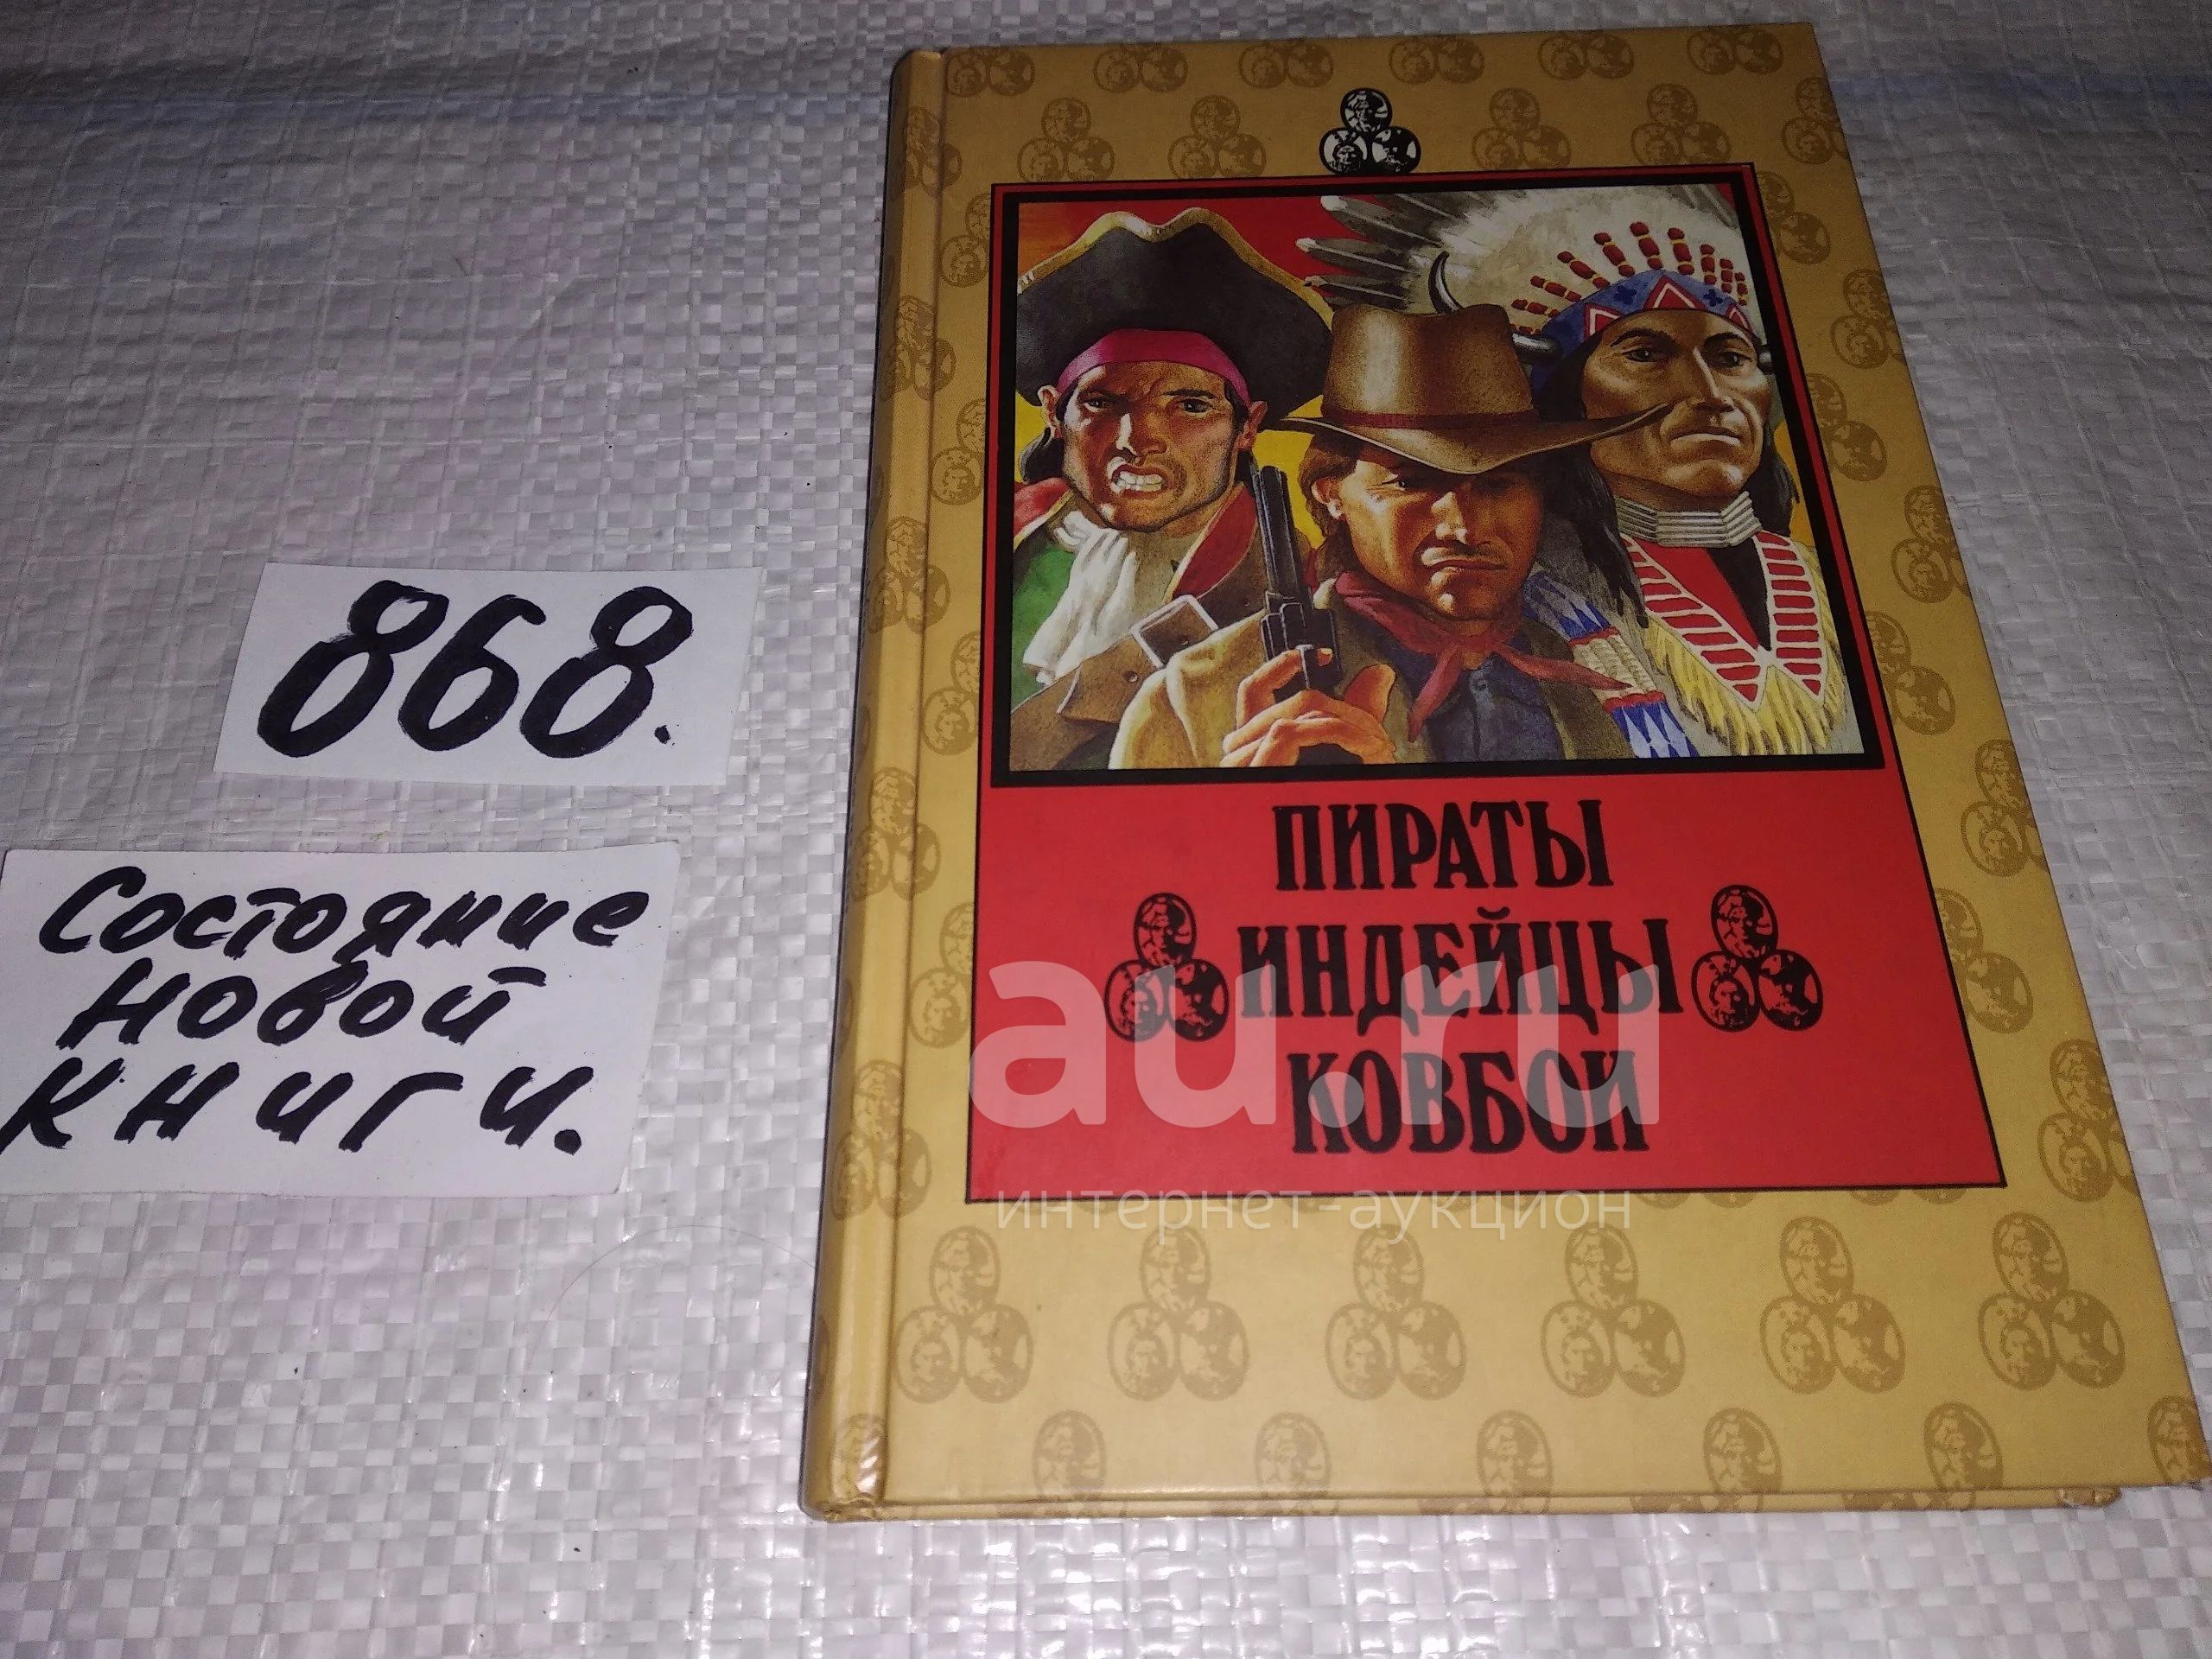 868.
Состояние
новой
книги.
ПИРАТЫ
ИНДЕЙЦЫ
КОВБОИ
au.ru
интернет-аукцион